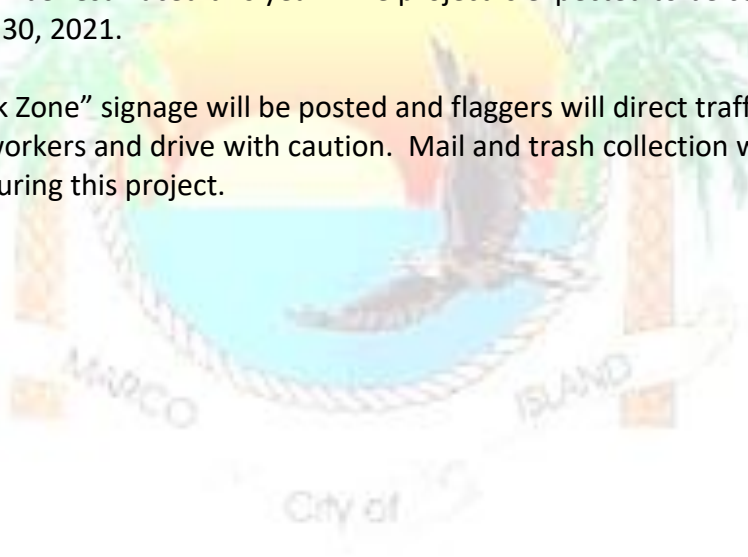 30, 2021.
k Zone” signage will be posted and flaggers will direct traff
workers and drive with caution.  Mail and trash collection w
uring this project.
MARCO
ISLAND
City of